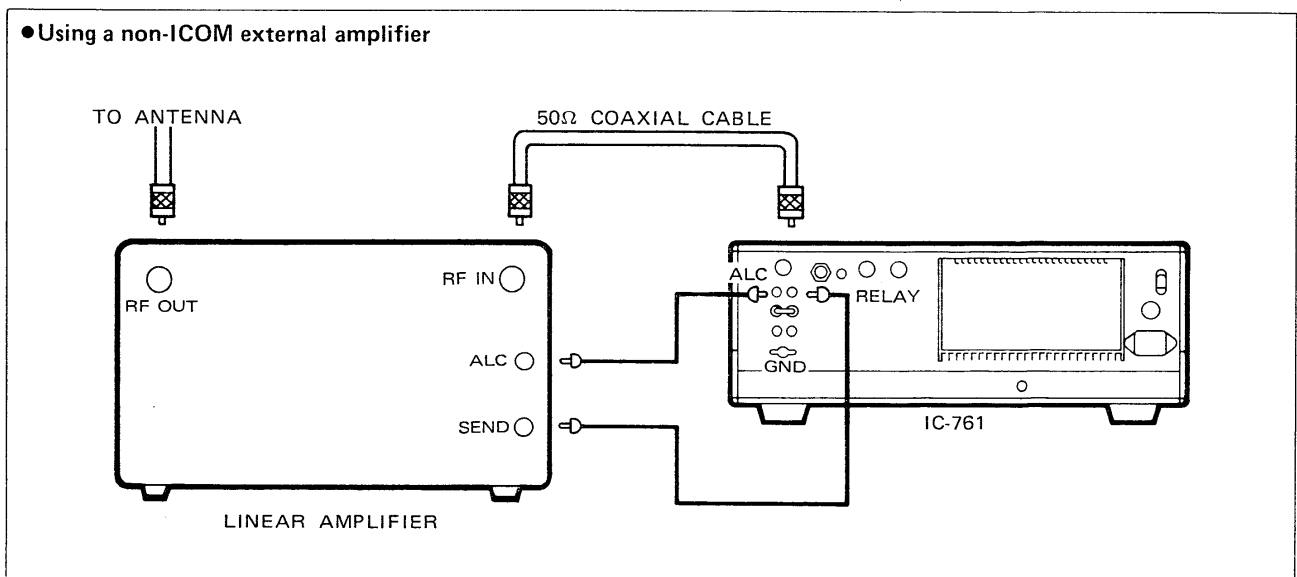 ●Using a non-ICOM external amplifier
TO ANTENNA
50Ω COAXIAL CABLE
RF OUT
RF IN
ALC
SEND
LINEAR AMPLIFIER
ALC
RELAY
GND
IC-761